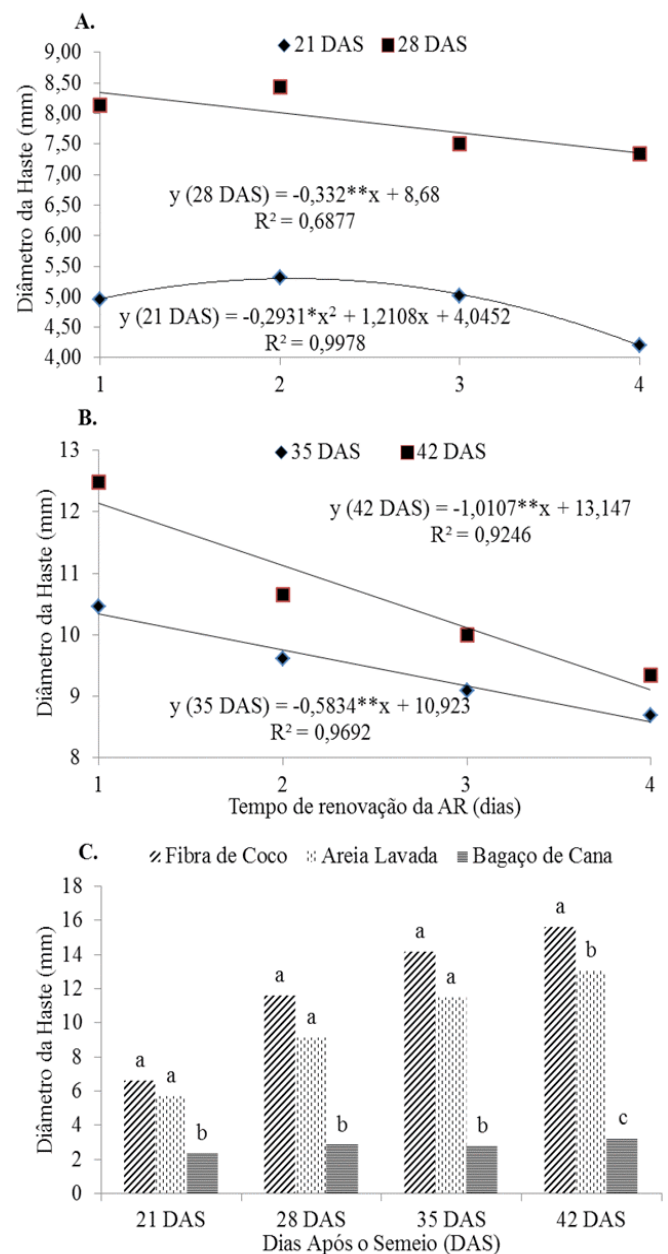 A.
21 DAS 28 DAS
Diâmetro da Haste (mm)
9,00
8,50
8,00
7,50
7,00
6,50
6,00
5,50
5,00
4,50
4,00
y (28 DAS) = -0,332**x + 8,68
R² = 0,6877
y (21 DAS) = -0,2931*x² + 1,2108x + 4,0452
R² = 0,9978
1 2 3 4
B.
35 DAS 42 DAS
Diâmetro da Haste (mm)
13
12
11
10
9
8
y (42 DAS) = -1,0107**x + 13,147
R² = 0,9246
y (35 DAS) = -0,5834**x + 10,923
R² = 0,9692
1 2 3 4
Tempo de renovação da AR (dias)
C.
Fibra de Coco Areia Lavada Bagaço de Cana
Diâmetro da Haste (mm)
18
16
14
12
10
8
6
4
2
0
a a b
a a b
a a b
a b c
21 DAS 28 DAS 35 DAS 42 DAS
Dias Após o Semeio (DAS)